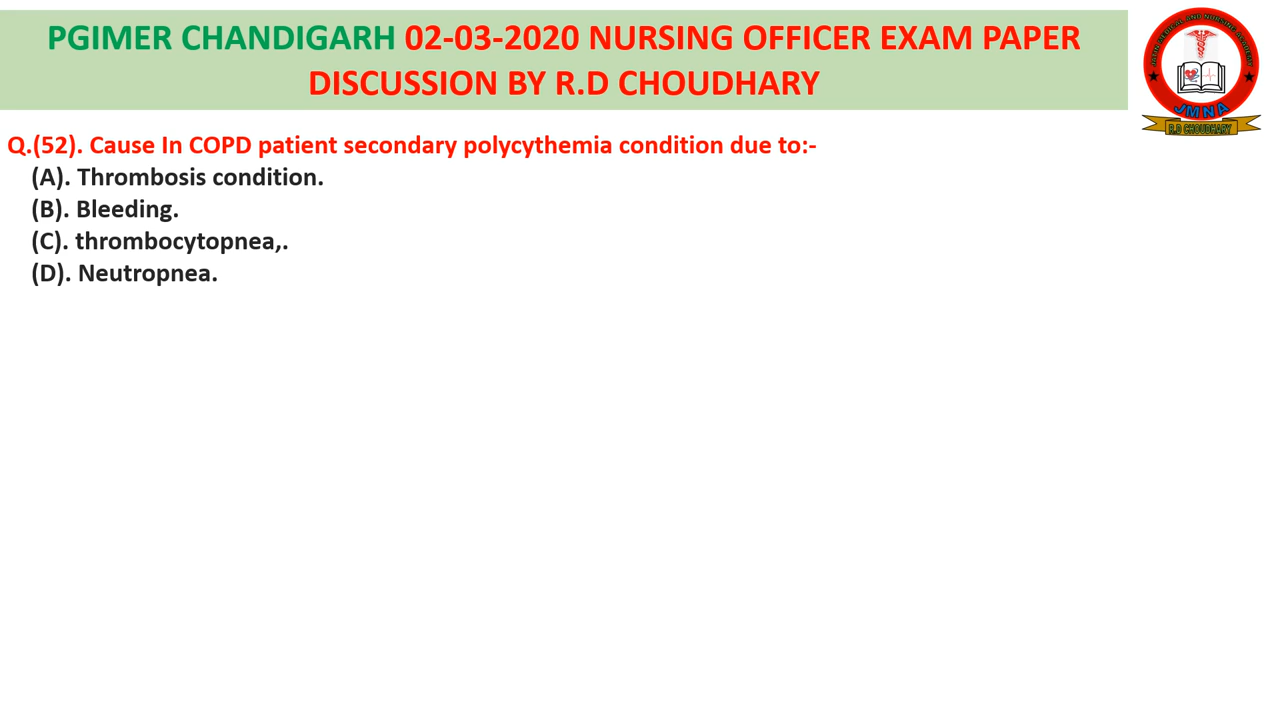 PGIMER CHANDIGARH 02-03-2020 NURSING OFFICER EXAM PAPER
DISCUSSION BY R.D CHOUDHARY
JMNA
R.D CHOUDHARY
Q.(52). Cause In COPD patient secondary polycythemia condition due to:-
(A). Thrombosis condition.
(B). Bleeding.
(C). thrombocytopnea,.
(D). Neutropnea.